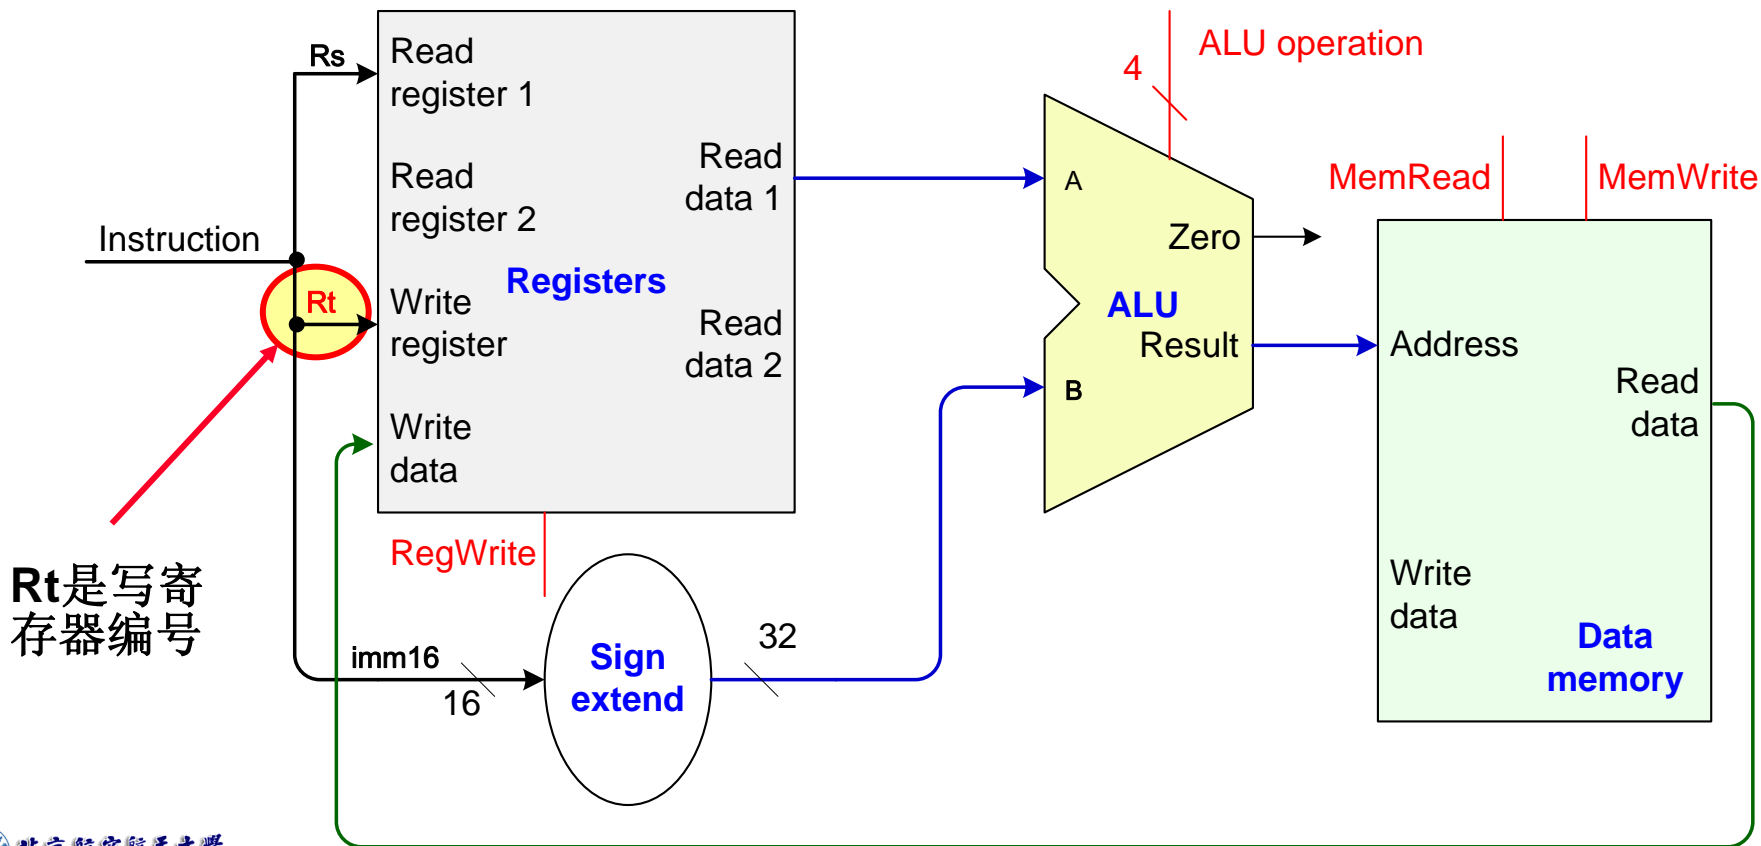 Rs
Read
register 1
Read
register 2
Write
register
Write
data
Read
data 1
Read
data 2
Registers
Instruction
Rt
Rt是写寄
存器编号
RegWrite
imm16
16
Sign
extend
32
ALU operation
4
A
B
Zero
ALU
Result
MemRead
MemWrite
Address
Read
data
Write
data
Data
memory